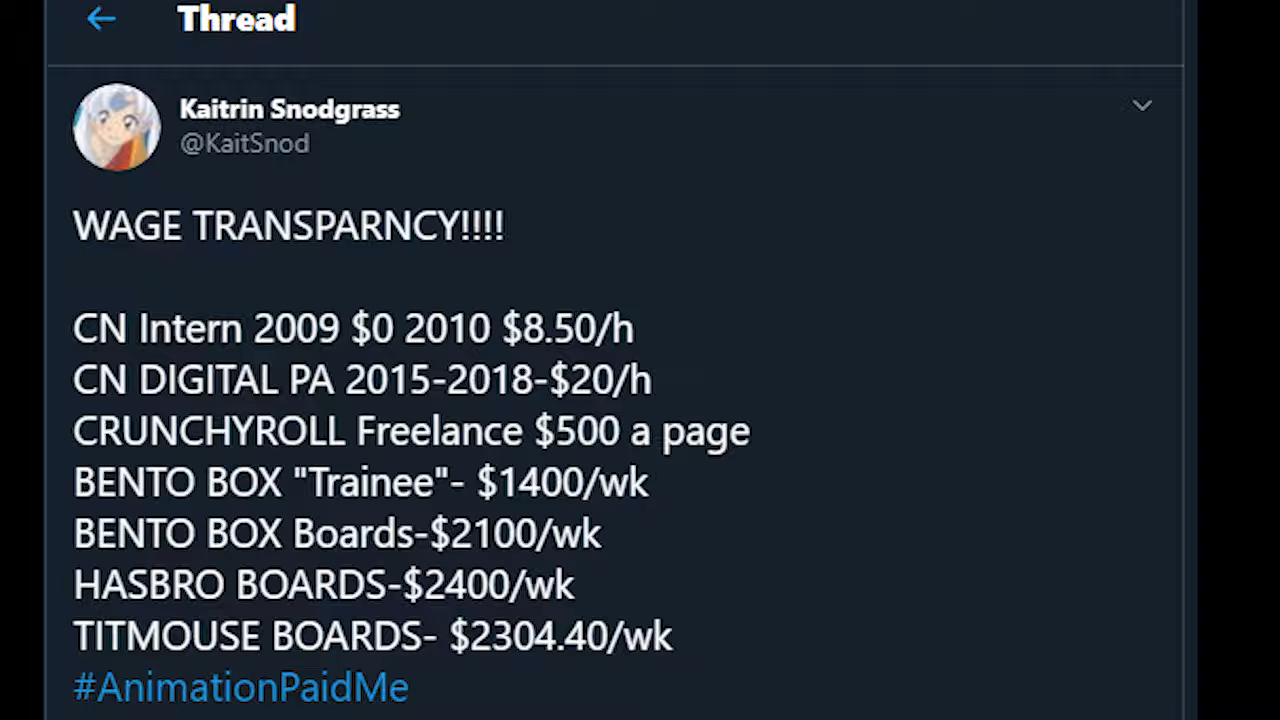 Thread
Kaitrin Snodgrass
@KaitSnod
WAGE TRANSPARNCY!!!!
CN Intern 2009 $0 2010 $8.50/h
CN DIGITAL PA 2015-2018-$20/h
CRUNCHYROLL Freelance $500 a page
BENTO BOX "Trainee"- $1400/wk
BENTO BOX Boards-$2100/wk
HASBRO BOARDS-$2400/wk
TITMOUSE BOARDS- $2304.40/wk
#AnimationPaidMe